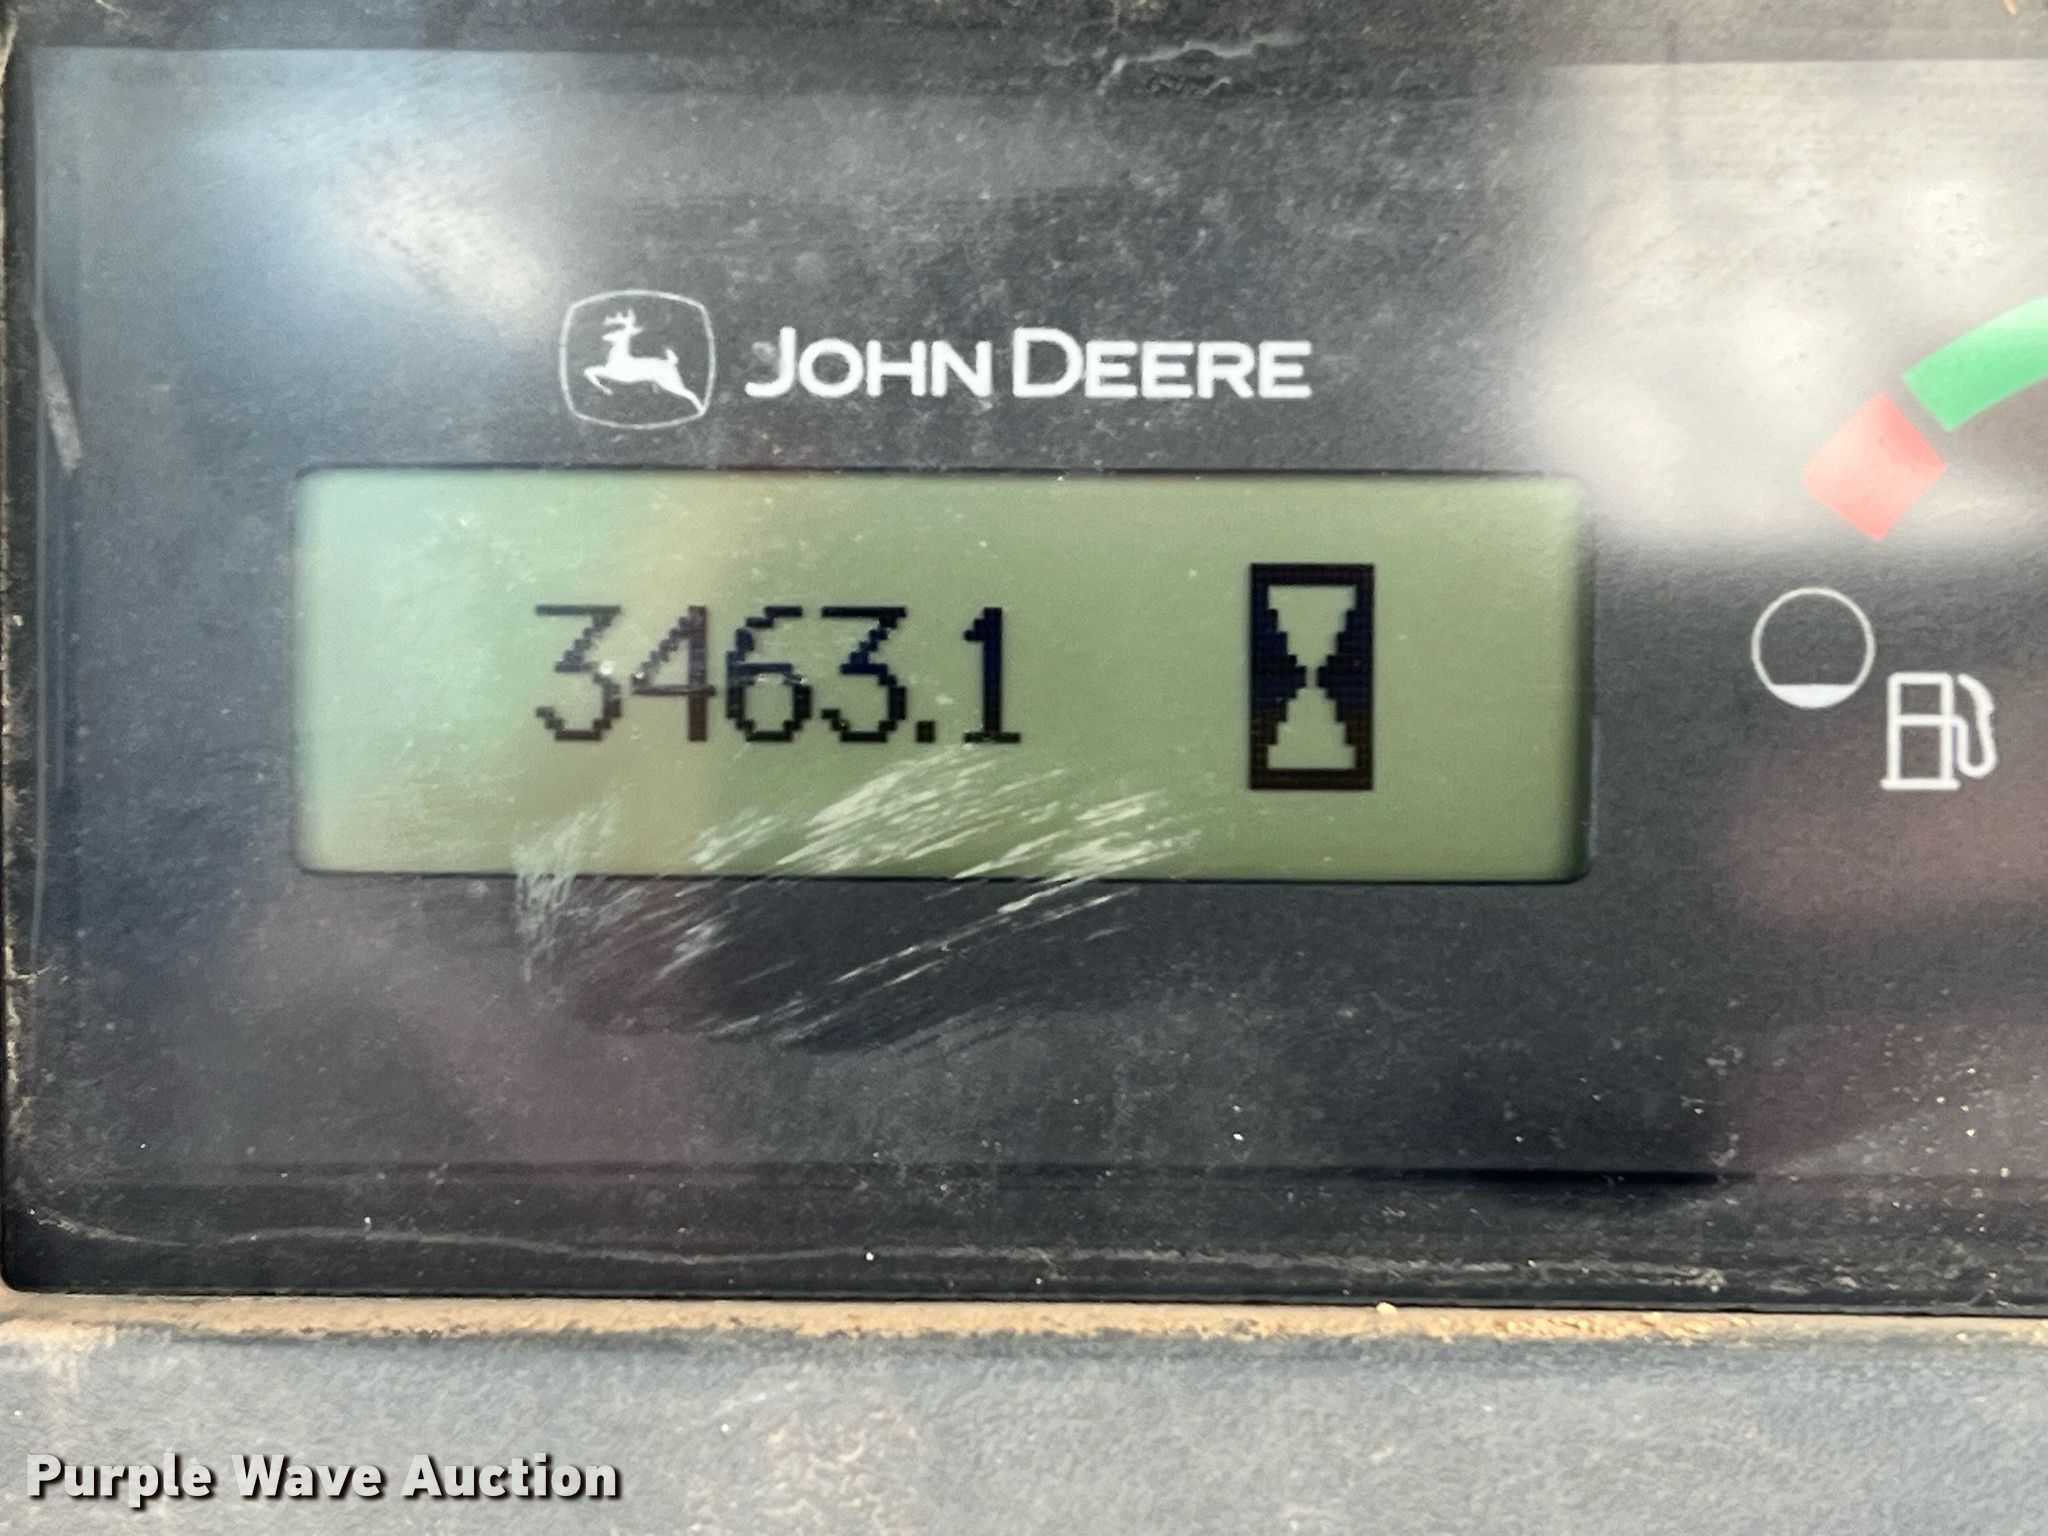 JOHN DEERE
3463.1
Purple Wave Auction